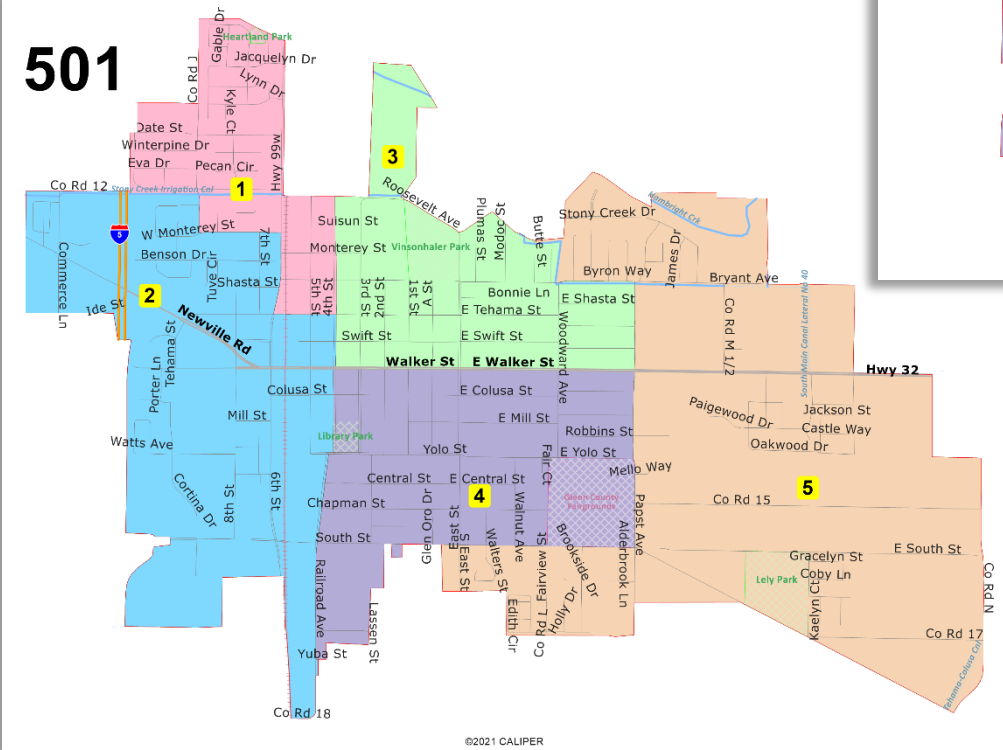 501
Gable Dr
Heartland Park
Jacquelyn Dr
Lynn Dr
Co Rd J
Kyle Ct
Date St
Winterpine Dr
Eva Dr
Pecan Cir
Hwy 99w
Co Rd 12
Stony Creek Irrigation Cnl
1
3
Roosevelt Ave
Suisun St
Monterey St
Vinsonhaler Park
Plumas St
Modoc St
Butte St
Stony Creek Dr
Hambright Crk
James Dr
Byron Way
Bryant Ave
5
W Monterey St
Benson Dr
7th St
Tuve Cir
Shasta St
Commerce Ln
2
Ide St
Newville Rd
5th St
4th St
3rd St
2nd St
1st St
A St
Bonnie Ln
E Shasta St
E Tehama St
Swift St
E Swift St
Woodward Ave
Co Rd M 1/2
South Main Canal Lateral No 40
Walker St
E Walker St
Hwy 32
Porter Ln
Tehama St
Colusa St
E Colusa St
Mill St
E Mill St
Paigewood Dr
Jackson St
Castle Way
Oakwood Dr
Robbins St
Watts Ave
Library Park
Yolo St
E Yolo St
Fair Ct
Mello Way
Central St
E Central St
4
Glenn County
Fairgrounds
5
Co Rd 15
Cortina Dr
8th St
6th St
Chapman St
South St
Glen Oro Dr
East St
S East St
Walters St
Walnut Ave
Brookside Dr
Papst Ave
Alderbrook Ln
E South St
Gracelyn St
Coby Ln
Lely Park
Kaelyn Ct
Co Rd N
Railroad Ave
Lassen St
Edith Cir
Co Rd L
Fairview St
Holly Dr
Co Rd 17
Yuba St
Tehama-Colusa Cnl
Co Rd 18
©2021 CALIPER